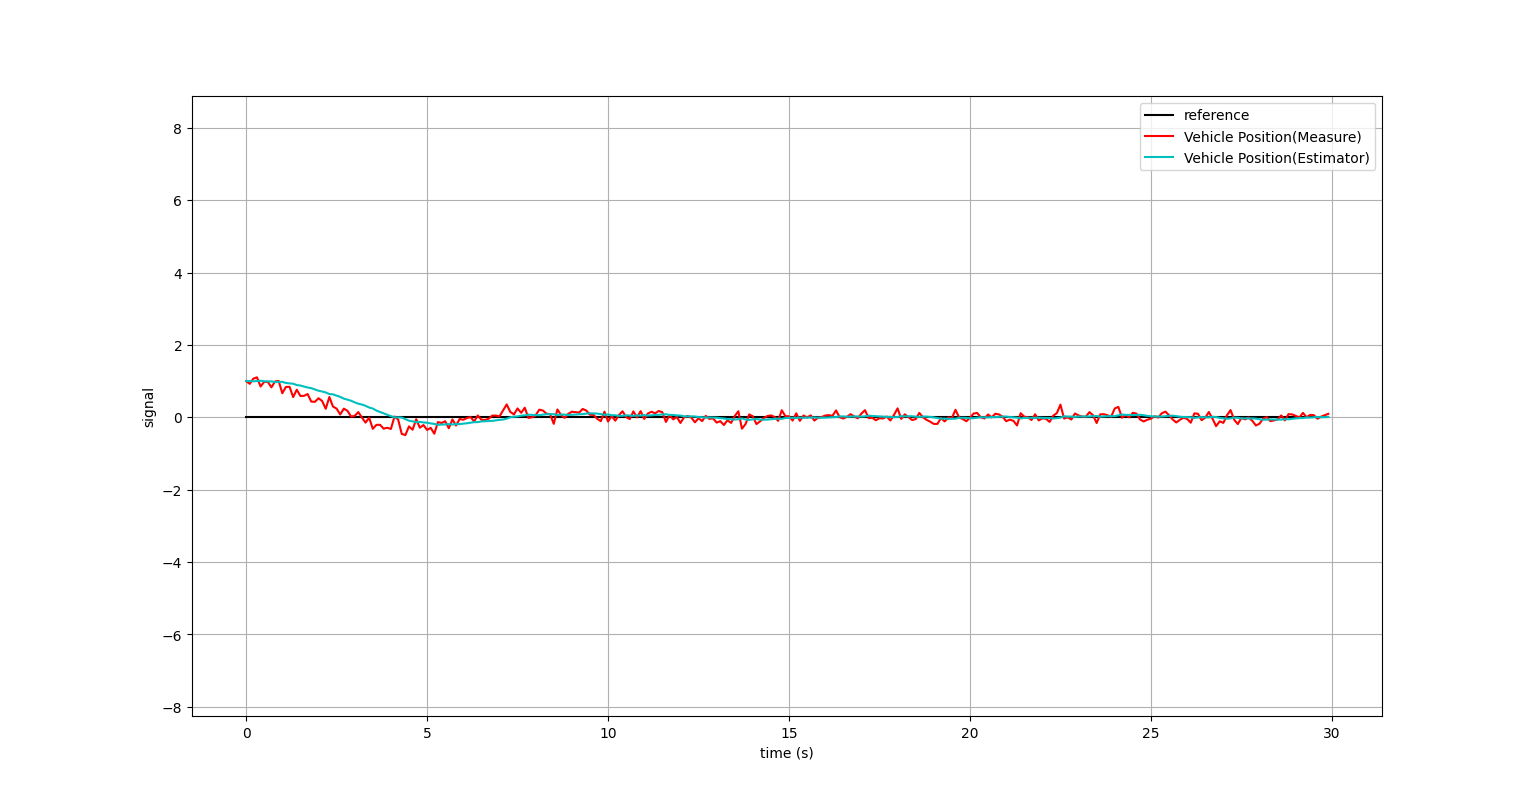 reference
Vehicle Position(Measure)
Vehicle Position(Estimator)
8
6
4
2
0
−2
−4
−6
−8
signal
0 5 10 15 20 25 30
time (s)